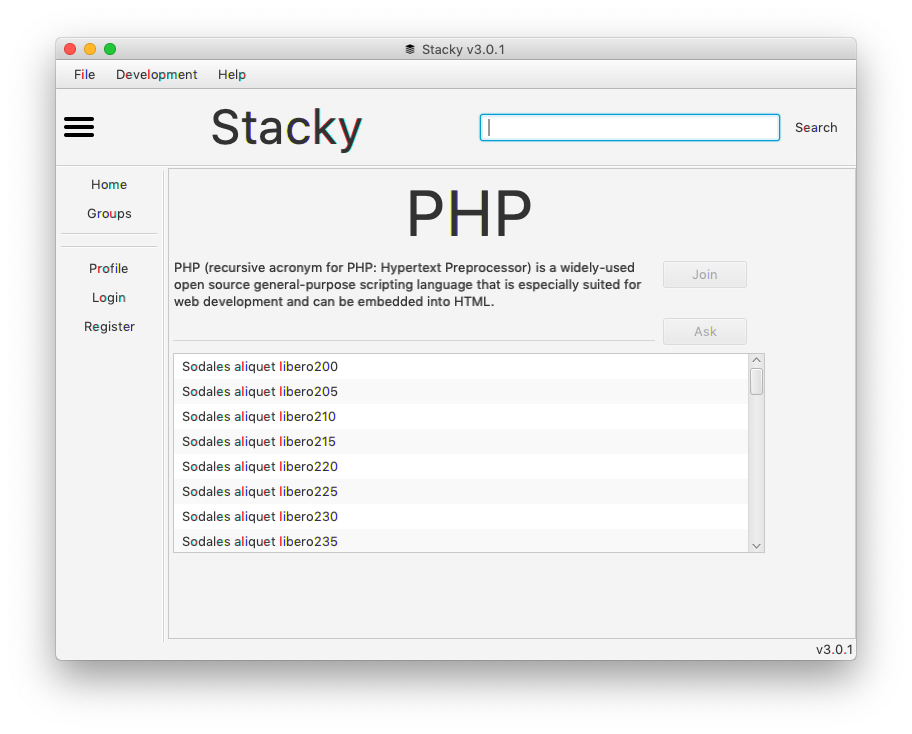 Stacky v3.0.1
File Development Help
Stacky
Search
Home
Groups
Profile
Login
Register
PHP
PHP (recursive acronym for PHP: Hypertext Preprocessor) is a widely-used
open source general-purpose scripting language that is especially suited for
web development and can be embedded into HTML.
Join
Ask
Sodales aliquet libero200
Sodales aliquet libero205
Sodales aliquet libero210
Sodales aliquet libero215
Sodales aliquet libero220
Sodales aliquet libero225
Sodales aliquet libero230
Sodales aliquet libero235
v3.0.1